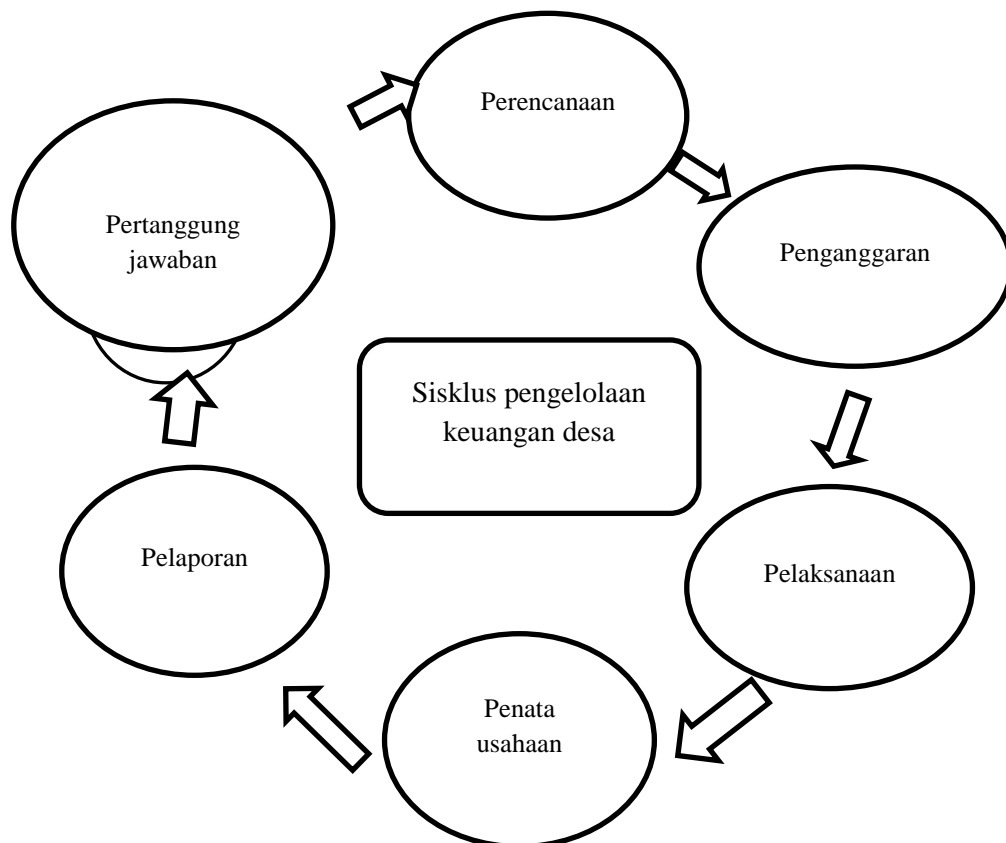 Perencanaan
Penganggaran
Pelaksanaan
Penata
usahaan
Pelaporan
Pertanggung
jawaban
Sisklus pengelolaan
keuangan desa